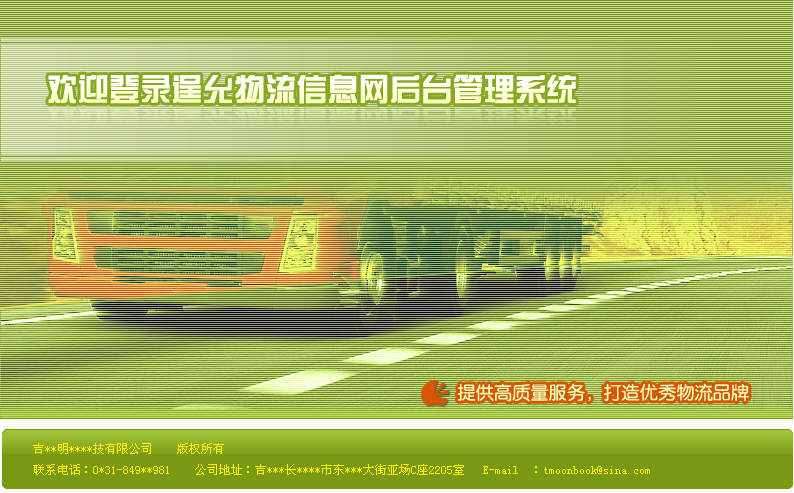 欢迎登录逞允物流信息网后台管理系统
提供高质量服务，打造优秀物流品牌
吉**明****技有限公司 版权所有
联系电话：0*31-849**981 公司地址：吉***长****市东***大街亚场C座2205室 E-mail ：tmoonbook@sina.com